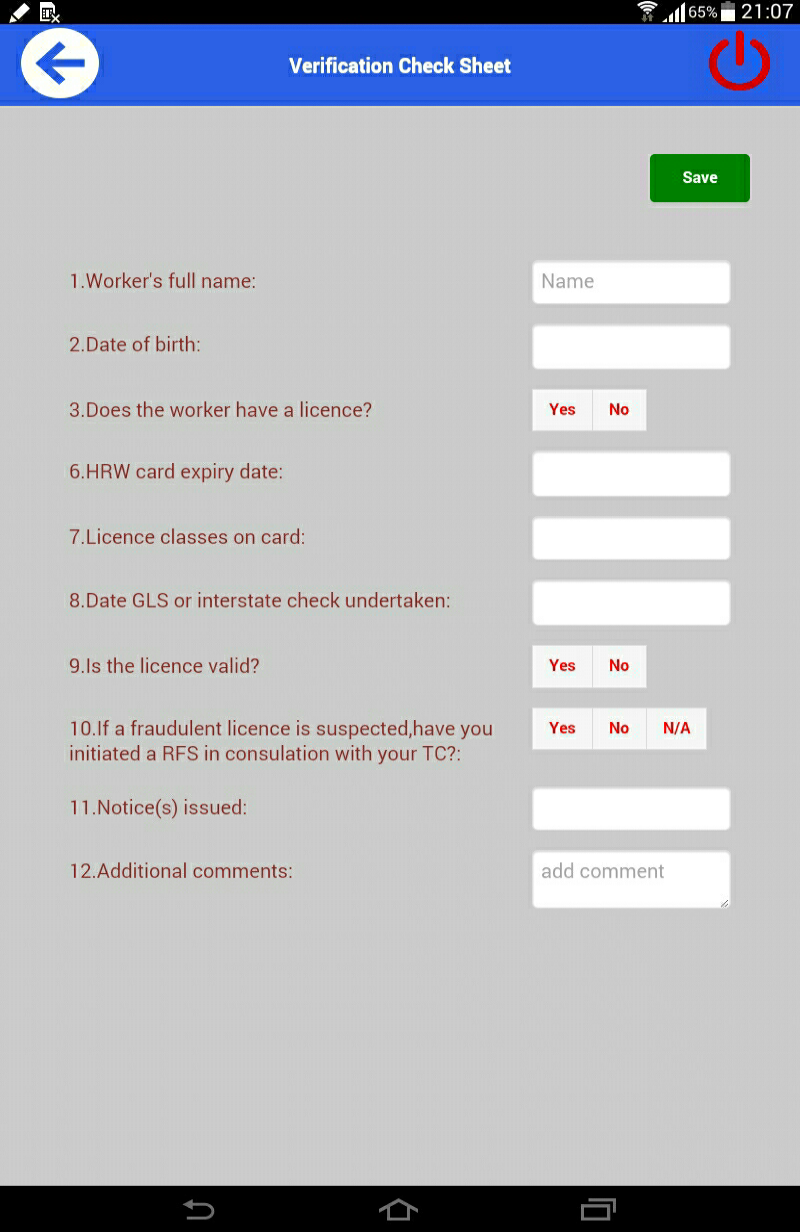 65% 21:07
Verification Check Sheet
Save
1.Worker's full name: Name
2.Date of birth:
3.Does the worker have a licence? Yes No
6.HRW card expiry date:
7.Licence classes on card:
8.Date GLS or interstate check undertaken:
9.Is the licence valid? Yes No
10.If a fraudulent licence is suspected,have you Yes No N/A
initiated a RFS in consulation with your TC?:
11.Notice(s) issued:
12.Additional comments: add comment